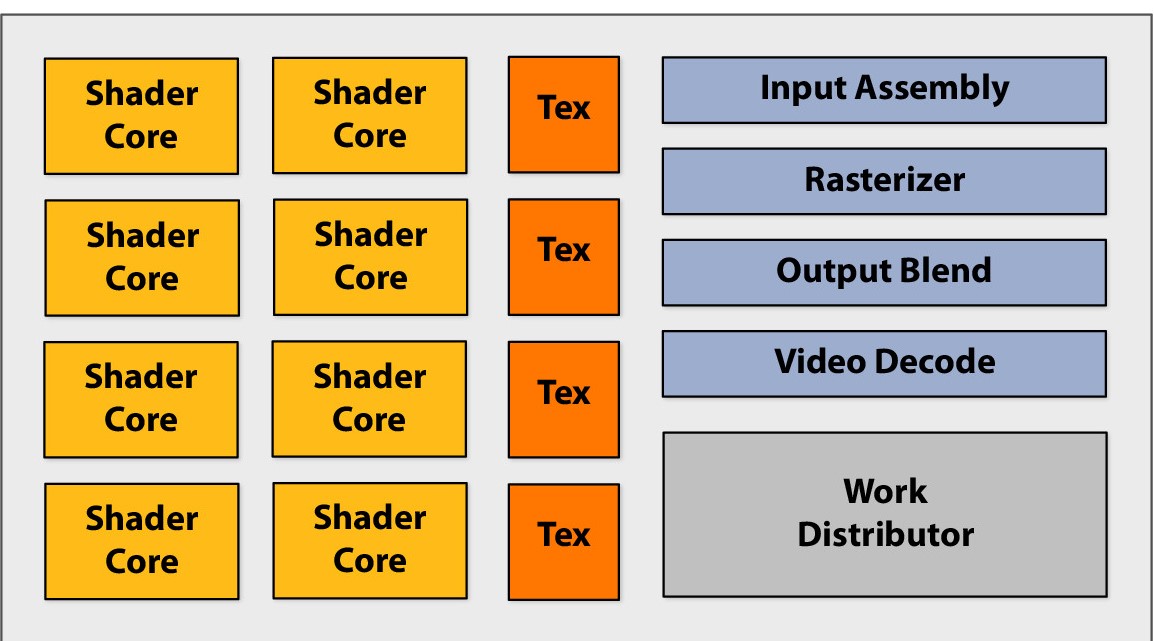 Shader
Core
Shader
Core
Tex
Input Assembly
Shader
Core
Shader
Core
Tex
Rasterizer
Output Blend
Shader
Core
Shader
Core
Tex
Video Decode
Shader
Core
Shader
Core
Tex
Work
Distributor